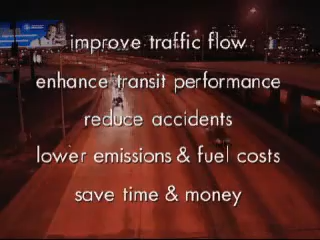 improve traffic flow
enhance transit performance
reduce accidents
lower emissions & fuel costs
save time & money